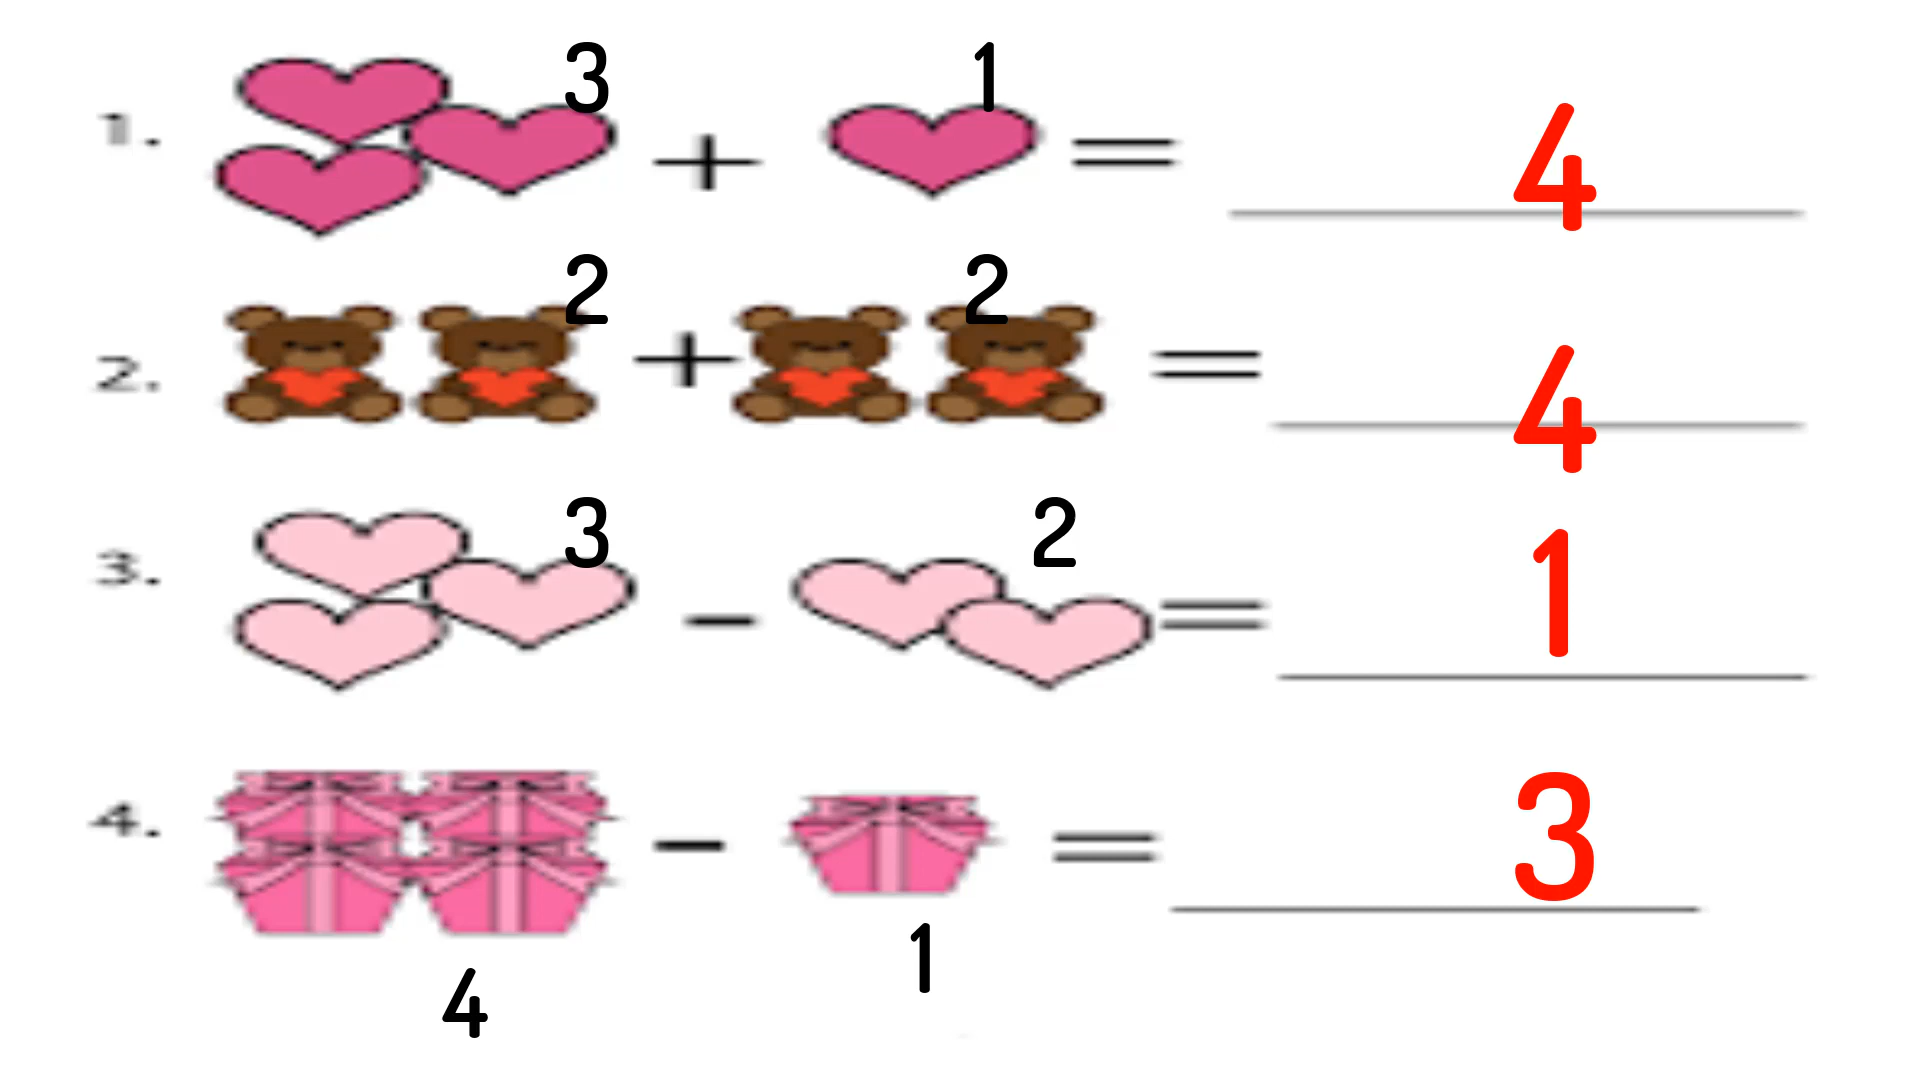 1. 3 + 1 = 4
2. 2 + 2 = 4
3. 3 - 2 = 1
4. 4 - 1 = 3